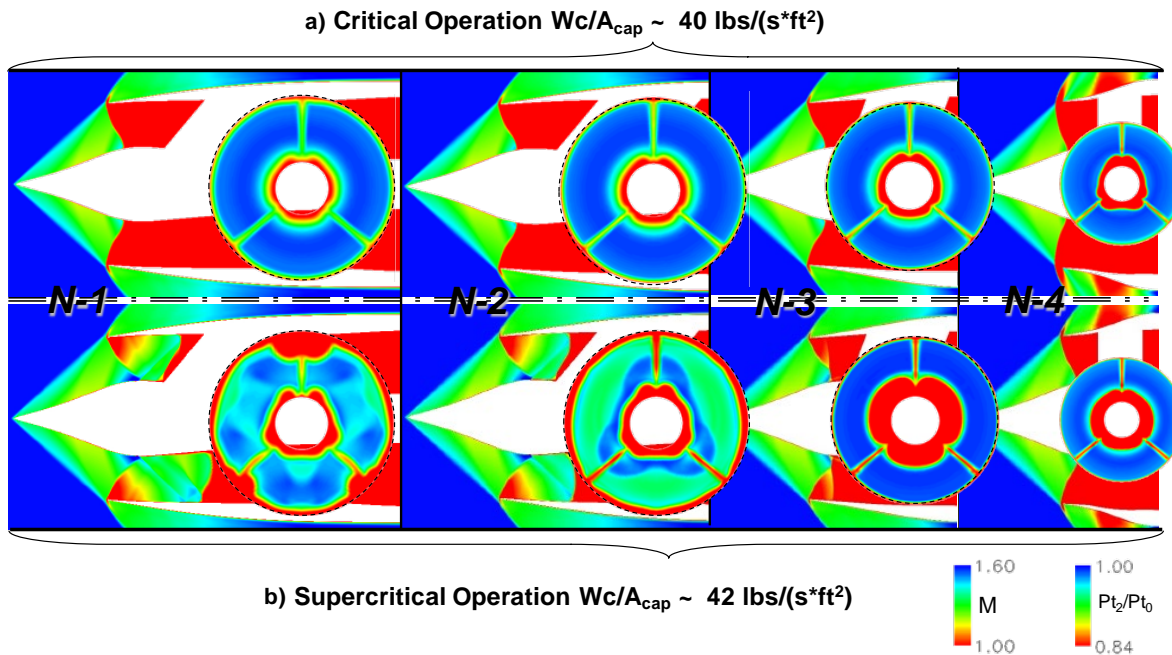 a) Critical Operation Wc/Acap ~ 40 lbs/(s*ft²)
N-1 N-2 N-3 N-4
b) Supercritical Operation Wc/Acap ~ 42 lbs/(s*ft²)
1.60 1.00
M Pt₂/Pt₀
1.00 0.84